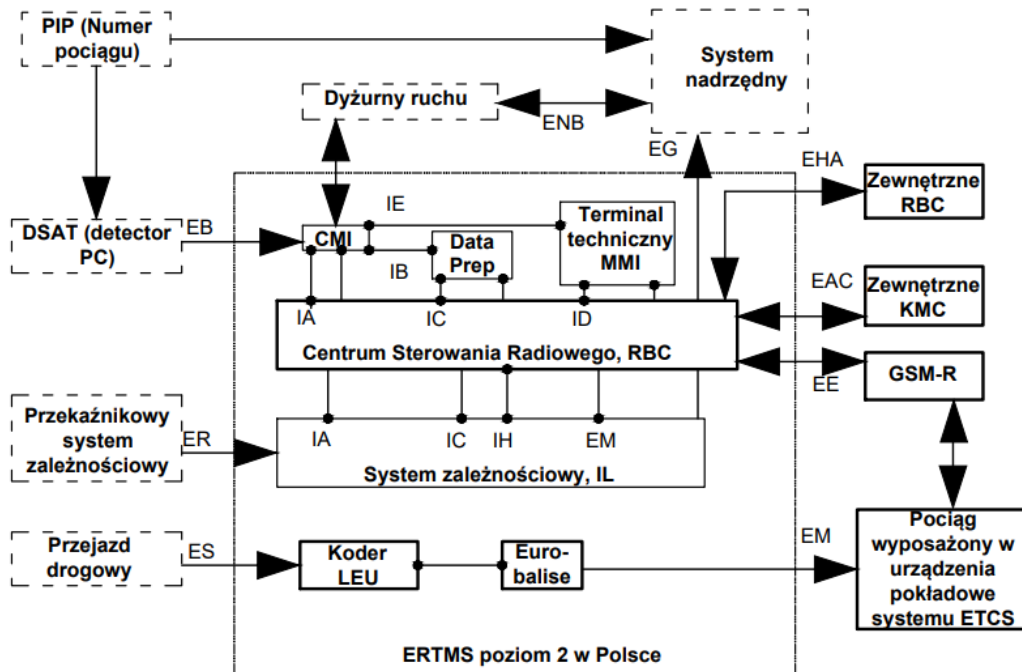 PIP (Numer
pociągu)
System
nadrzędny
Dyżurny ruchu
ENB
EG
EHA
Zewnętrzne
RBC
DSAT (detector
PC)
EB
CMI
IE
IB
Data
Prep
Terminal
techniczny
MMI
EAC
Zewnętrzne
KMC
IA
IC
ID
Centrum Sterowania Radiowego, RBC
EE
GSM-R
Przekaźnikowy
system
zależnościowy
ER
IA
IC
IH
EM
System zależnościowy, IL
Przejazd
drogowy
ES
Koder
LEU
Euro-
balise
EM
Pociąg
wyposażony w
urządzenia
pokładowe
systemu ETCS
ERTMS poziom 2 w Polsce